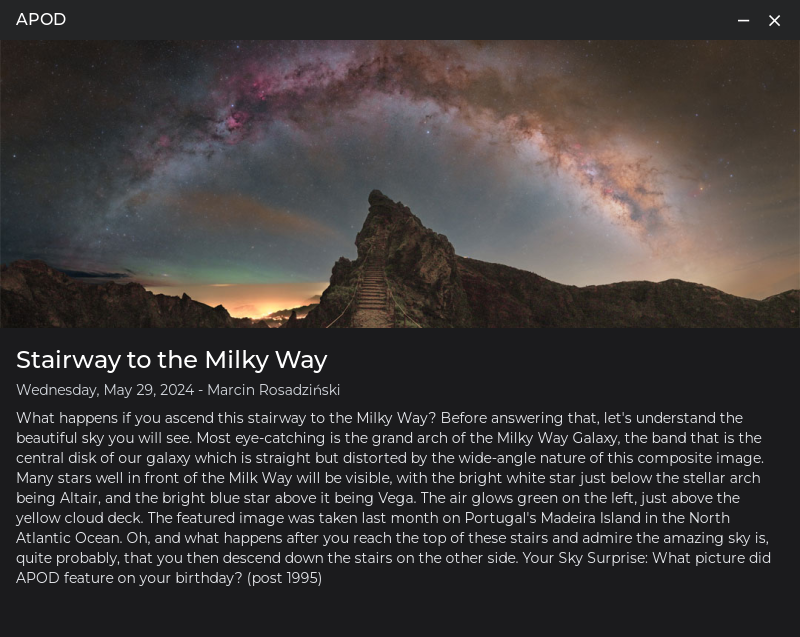 APOD
Stairway to the Milky Way
Wednesday, May 29, 2024 - Marcin Rosadziński
What happens if you ascend this stairway to the Milky Way? Before answering that, let's understand the
beautiful sky you will see. Most eye-catching is the grand arch of the Milky Way Galaxy, the band that is the
central disk of our galaxy which is straight but distorted by the wide-angle nature of this composite image.
Many stars well in front of the Milk Way will be visible, with the bright white star just below the stellar arch
being Altair, and the bright blue star above it being Vega. The air glows green on the left, just above the
yellow cloud deck. The featured image was taken last month on Portugal's Madeira Island in the North
Atlantic Ocean. Oh, and what happens after you reach the top of these stairs and admire the amazing sky is,
quite probably, that you then descend down the stairs on the other side. Your Sky Surprise: What picture did
APOD feature on your birthday? (post 1995)